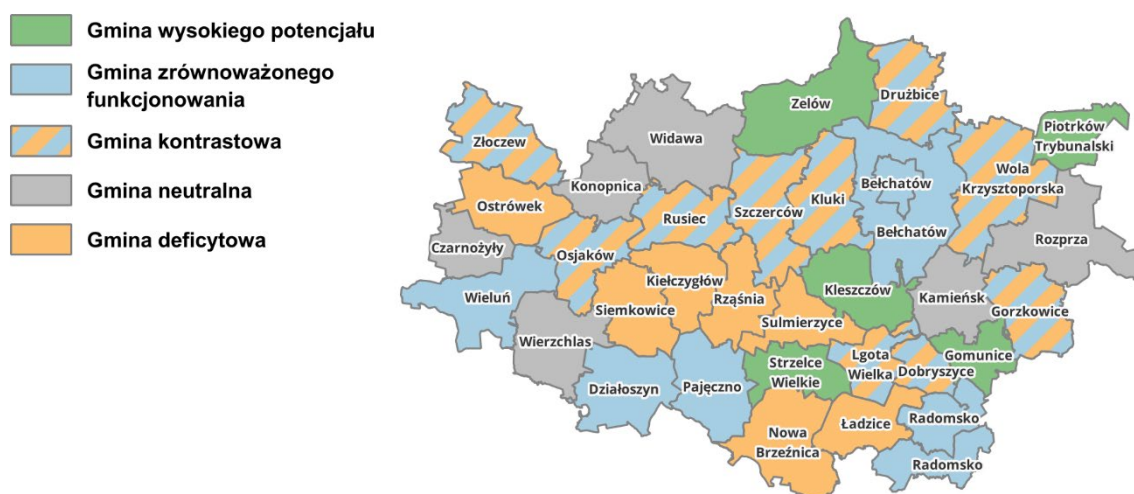 Gmina wysokiego potencjału
Gmina zrównoważonego
funkcjonowania
Gmina kontrastowa
Gmina neutralna
Gmina deficytowa
Drużbice
Zelów
Piotrków
Trybunalski
Widawa
Złoczew
Wola
Krzysztoporska
Konopnica
Bełchatów
Kluki
Ostrówek
Szczerców
Rusiec
Bełchatów
Rozprza
Czarnożyły
Osjaków
Kiełczygłów
Kleszczów
Wieluń
Rząśnia
Kamieńsk
Siemkowice
Gorzkowice
Sulmierzyce
Wierzchlas
Lgota
Wielka
Gomunice
Strzelce
Wielkie
Dobryszyce
Działoszyn
Pajęczno
Radomsko
Ładzice
Nowa
Brzeźnica
Radomsko